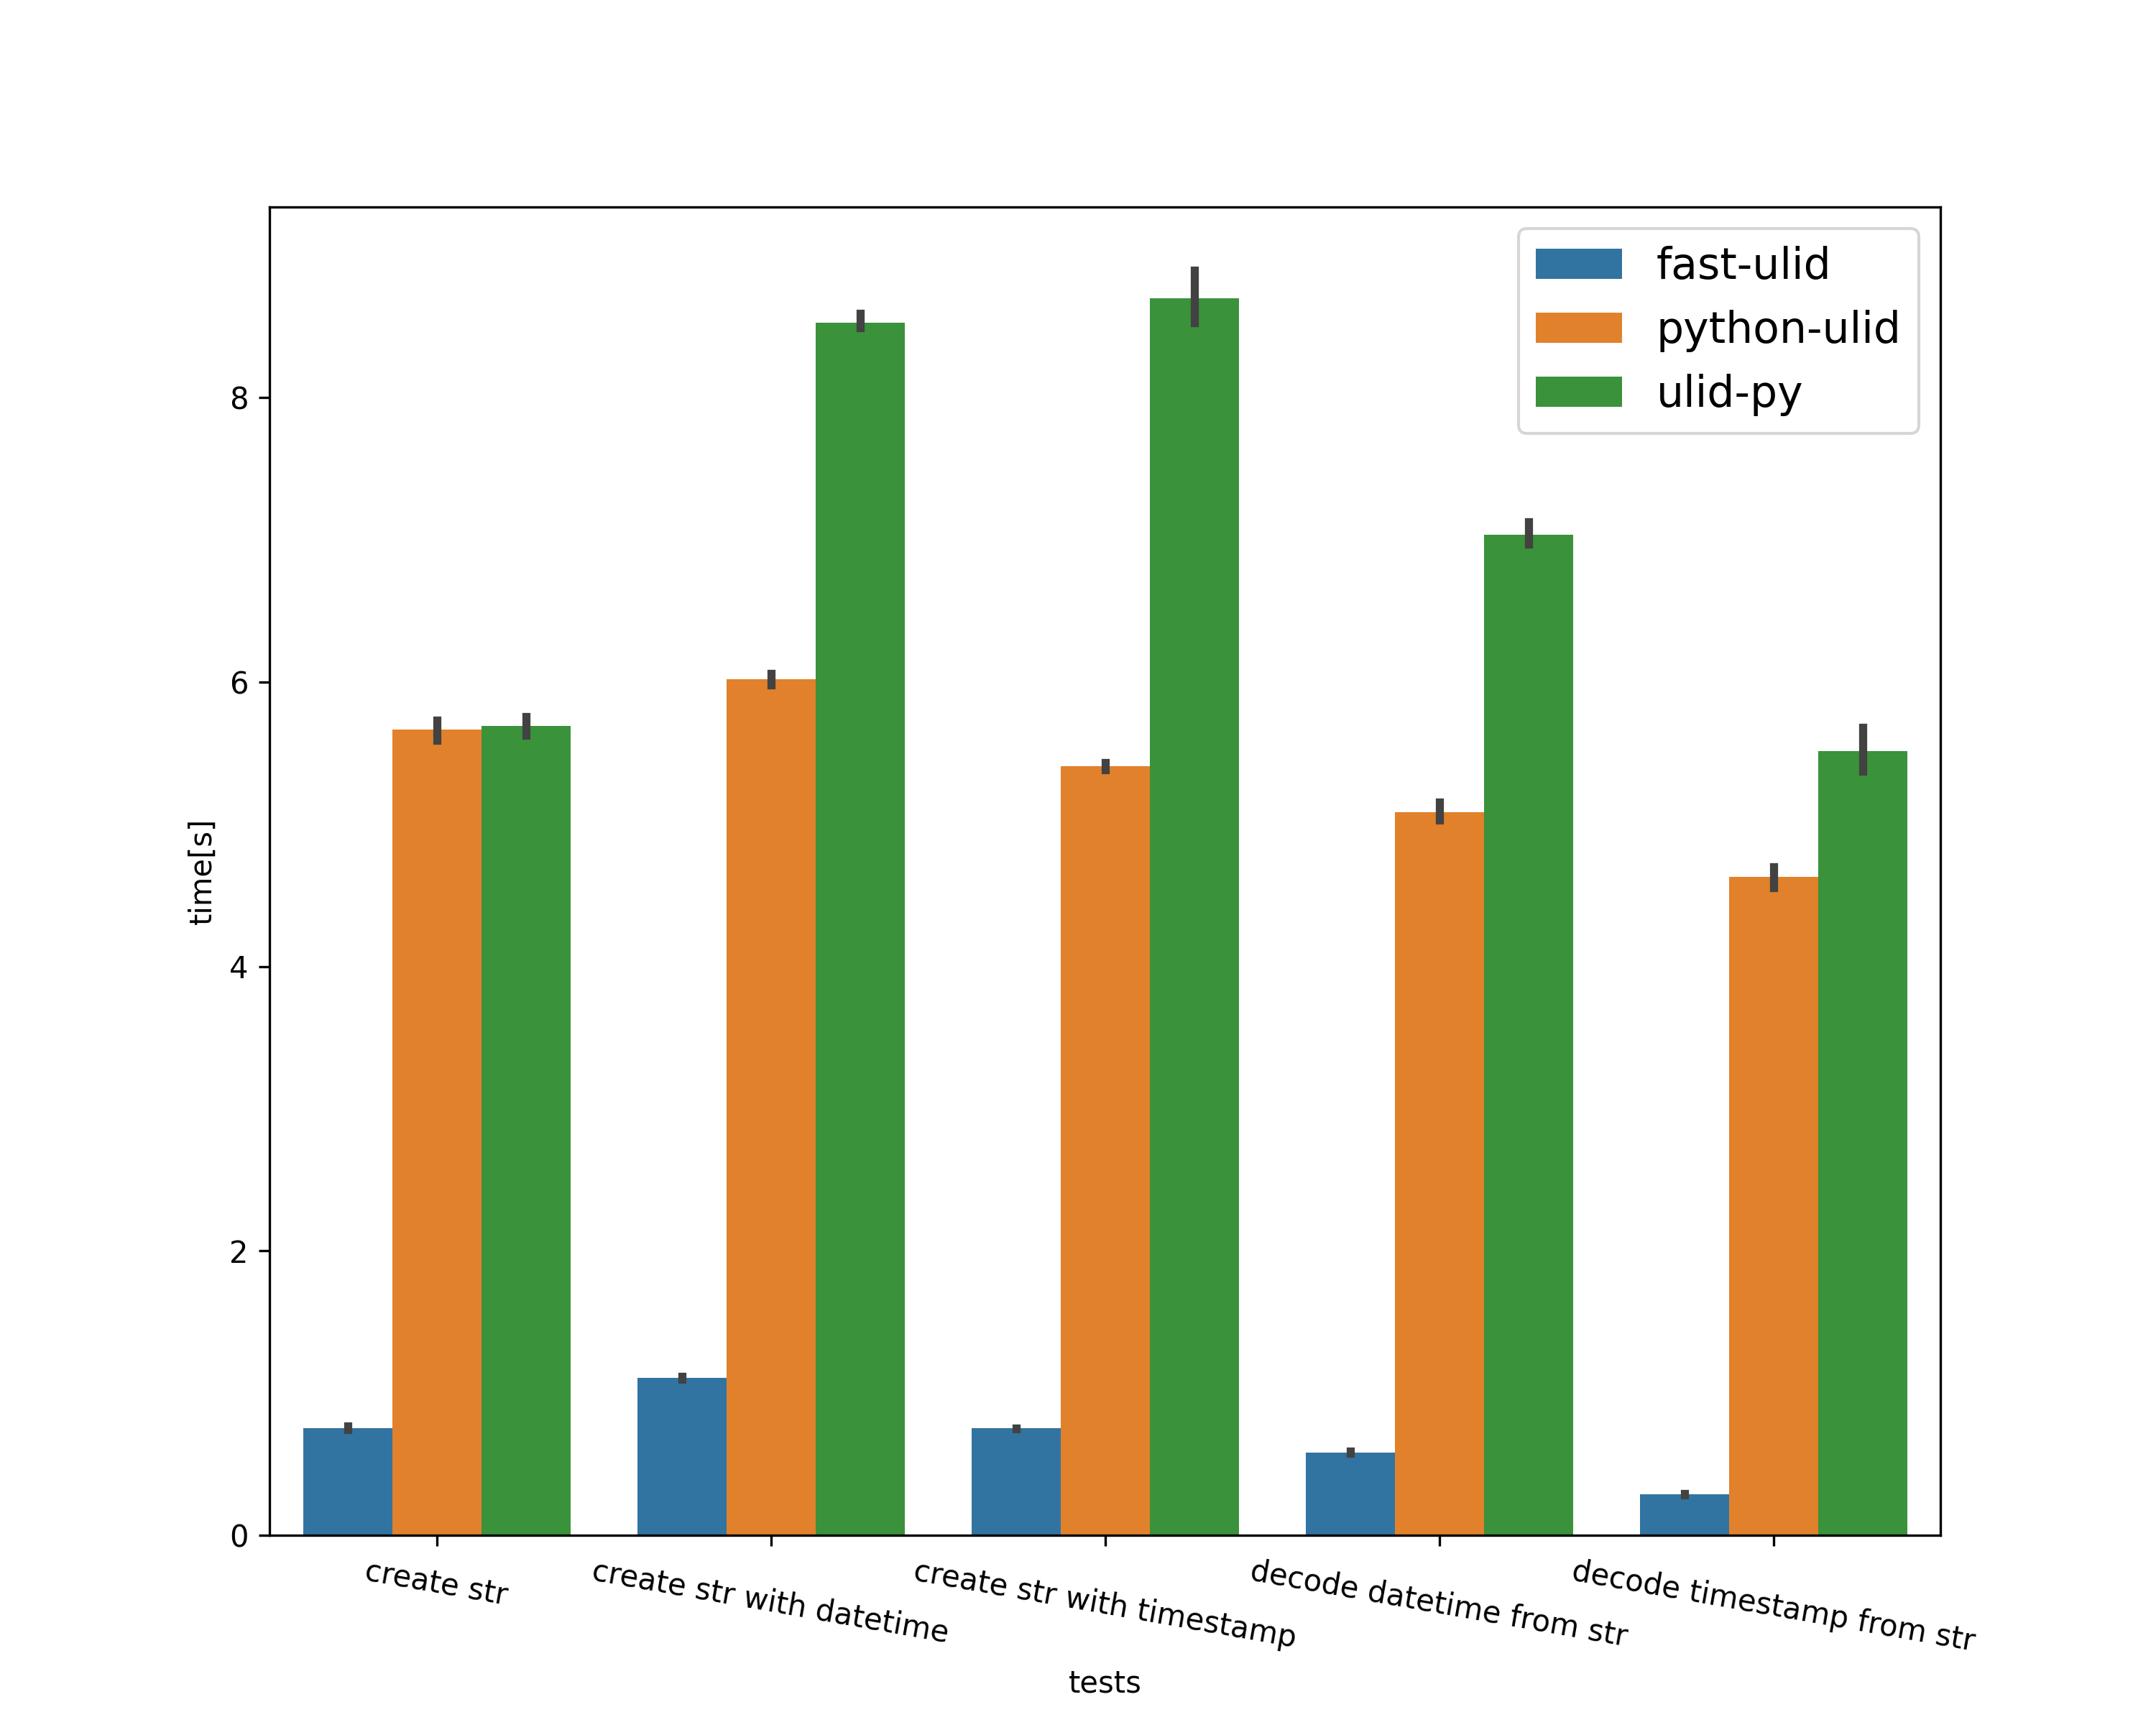 fast-ulid
python-ulid
ulid-py
8
6
4
2
0
time[s]
create str
create str with datetime
create str with timestamp
decode datetime from str
decode timestamp from str
tests